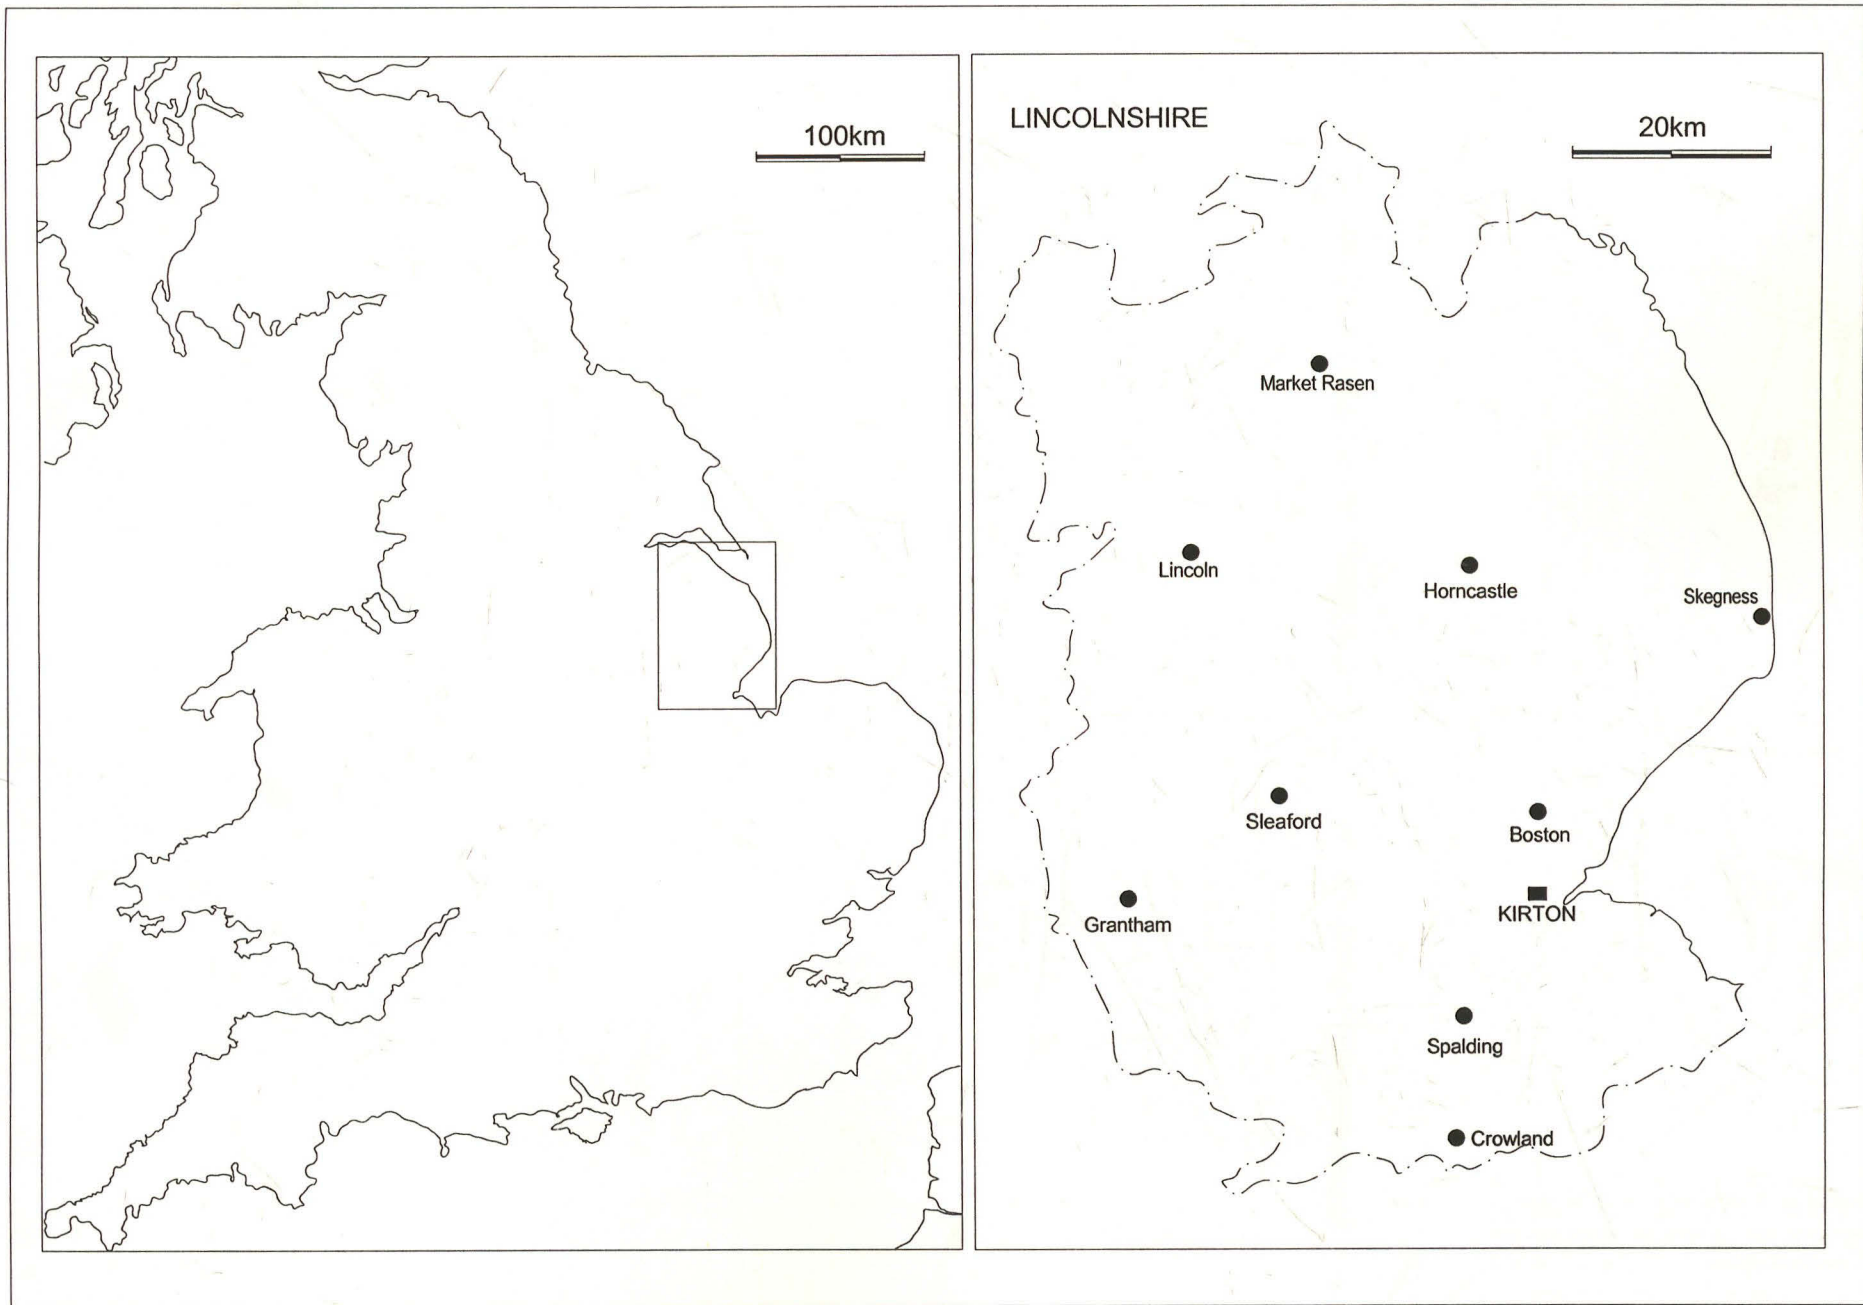 100km
LINCOLNSHIRE
20km
Market Rasen
Lincoln
Horncastle
Skegness
Sleaford
Boston
KIRTON
Grantham
Spalding
Crowland